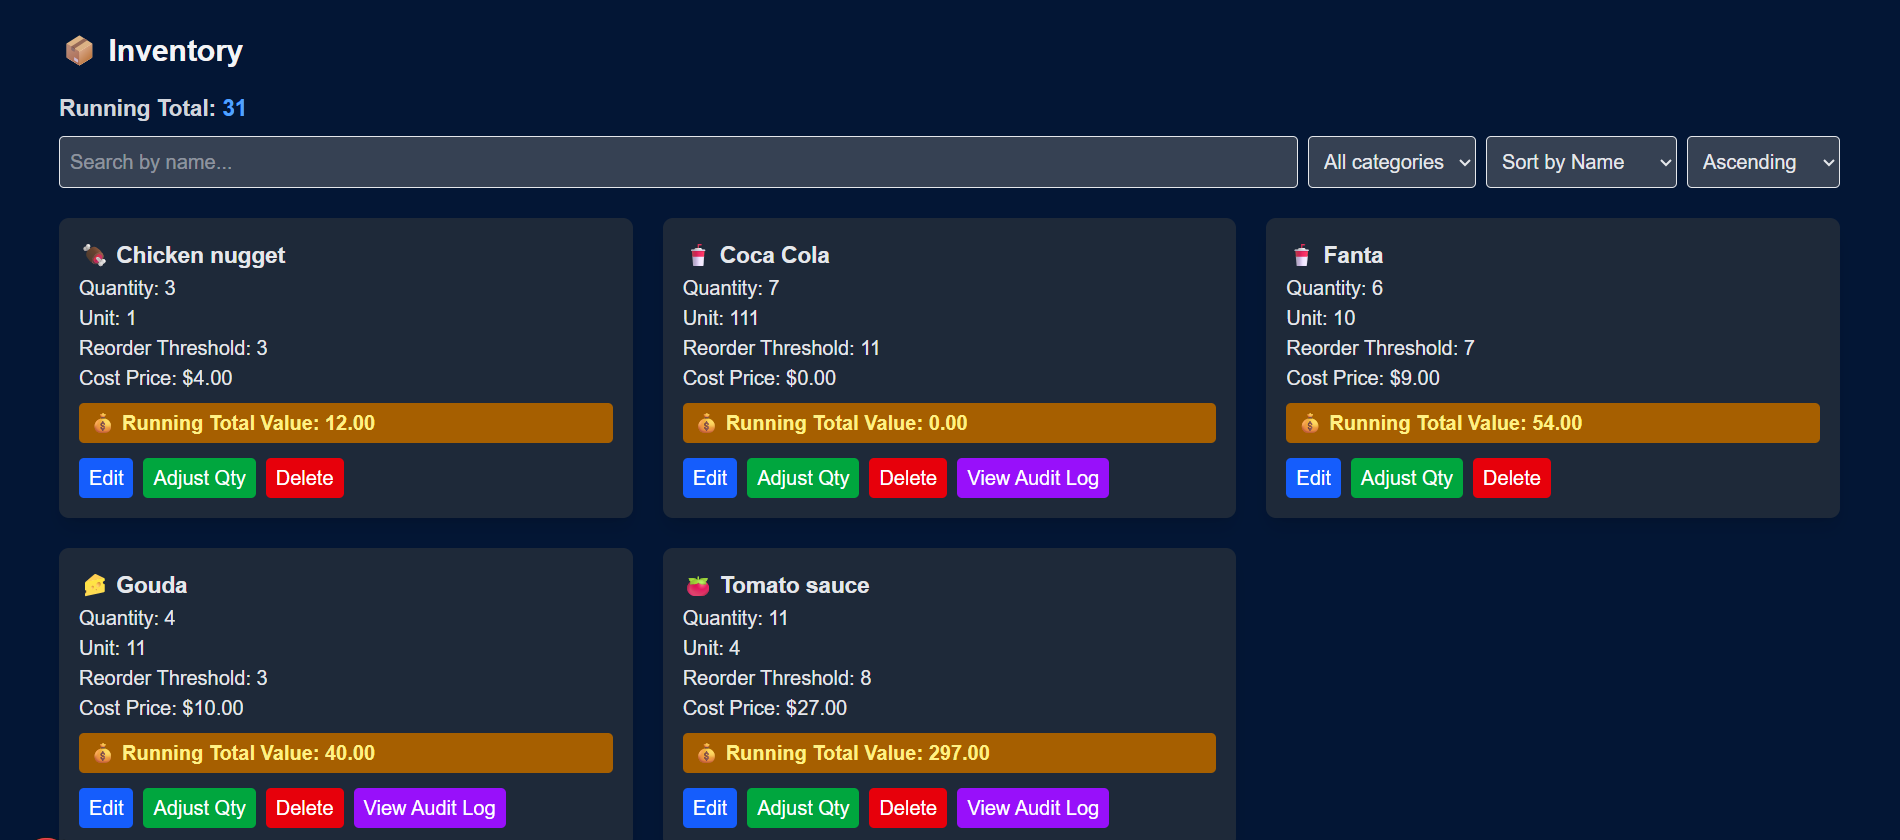 Inventory
Running Total: 31
Search by name...
All categories
Sort by Name
Ascending
Chicken nugget
Quantity: 3
Unit: 1
Reorder Threshold: 3
Cost Price: $4.00
Running Total Value: 12.00
Edit Adjust Qty Delete
Coca Cola
Quantity: 7
Unit: 111
Reorder Threshold: 11
Cost Price: $0.00
Running Total Value: 0.00
Edit Adjust Qty Delete View Audit Log
Fanta
Quantity: 6
Unit: 10
Reorder Threshold: 7
Cost Price: $9.00
Running Total Value: 54.00
Edit Adjust Qty Delete
Gouda
Quantity: 4
Unit: 11
Reorder Threshold: 3
Cost Price: $10.00
Running Total Value: 40.00
Edit Adjust Qty Delete View Audit Log
Tomato sauce
Quantity: 11
Unit: 4
Reorder Threshold: 8
Cost Price: $27.00
Running Total Value: 297.00
Edit Adjust Qty Delete View Audit Log